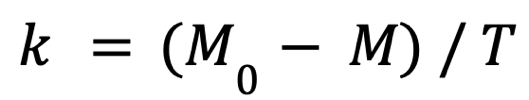 k = (M₀ − M) / T